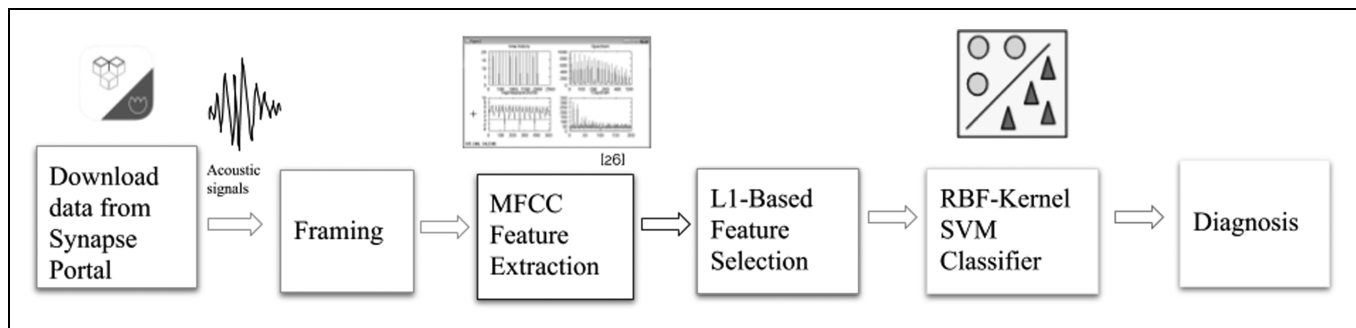 Acoustic
signals
[26]
Download
data from
Synapse
Portal
Framing
MFCC
Feature
Extraction
L1-Based
Feature
Selection
RBF-Kernel
SVM
Classifier
Diagnosis